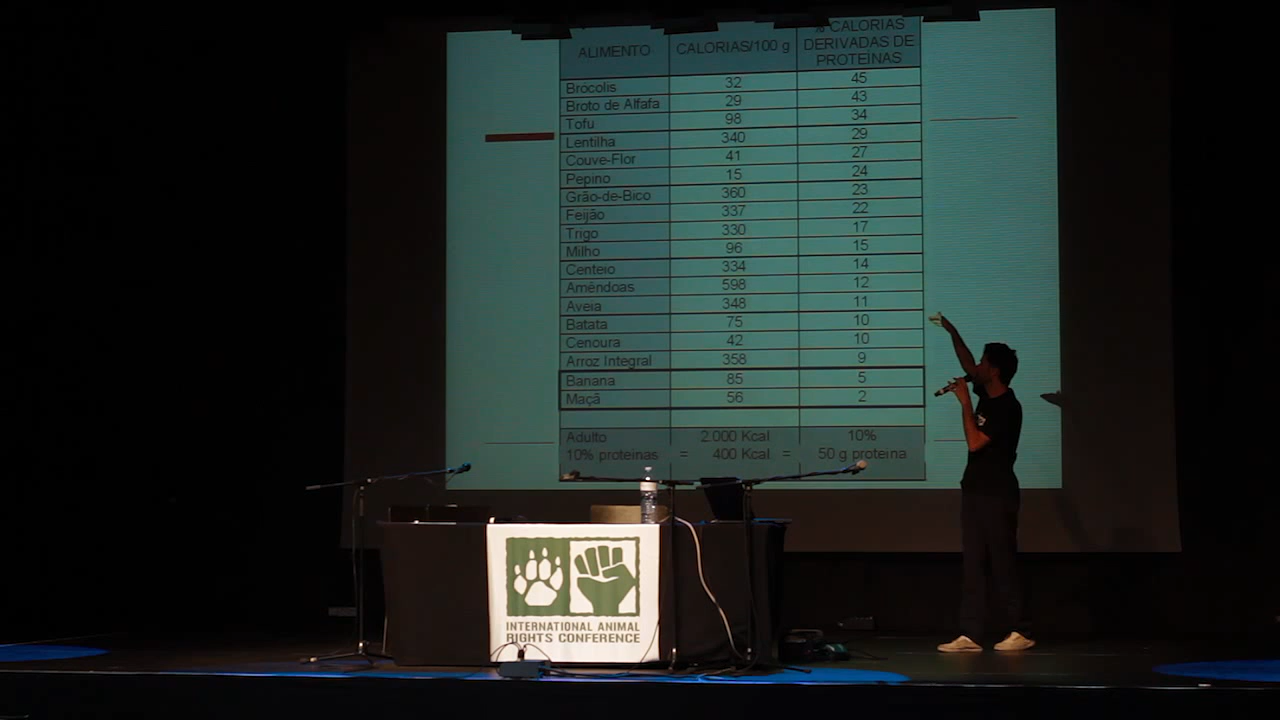 ALIMENTO CALORIAS/100 g % CALORIAS DERIVADAS DE PROTEÍNAS
Brócolis 32 45
Broto de Alfafa 29 43
Tofu 98 34
Lentilha 340 29
Couve-Flor 41 27
Pepino 15 24
Grão-de-Bico 360 23
Feijão 337 22
Trigo 330 17
Milho 96 15
Centeio 334 14
Amêndoas 598 12
Aveia 348 11
Batata 75 10
Cenoura 42 10
Arroz Integral 358 9
Banana 85 5
Maçã 56 2
Adulto 2.000 Kcal 10%
10% proteinas = 400 Kcal = 50 g proteina
INTERNATIONAL ANIMAL
RIGHTS CONFERENCE